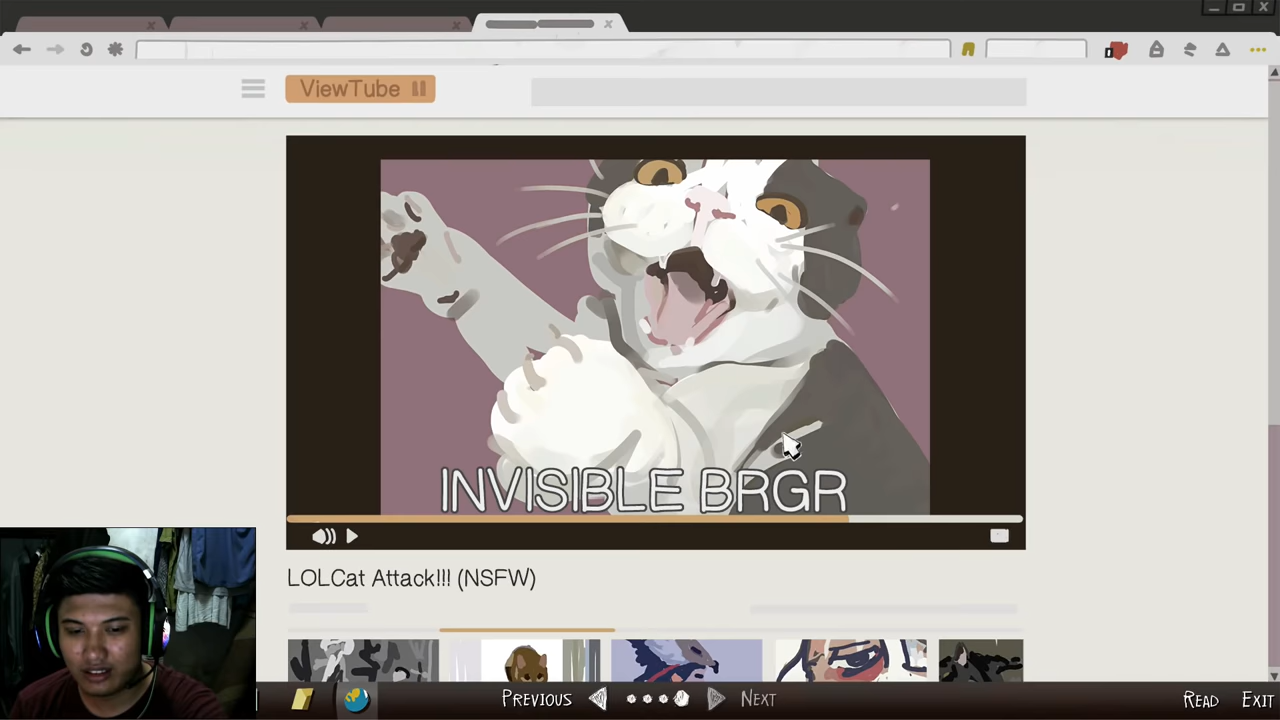 ViewTube
INVISIBLE BRGR
LOLCat Attack!!! (NSFW)
PREVIOUS NEXT READ EXIT